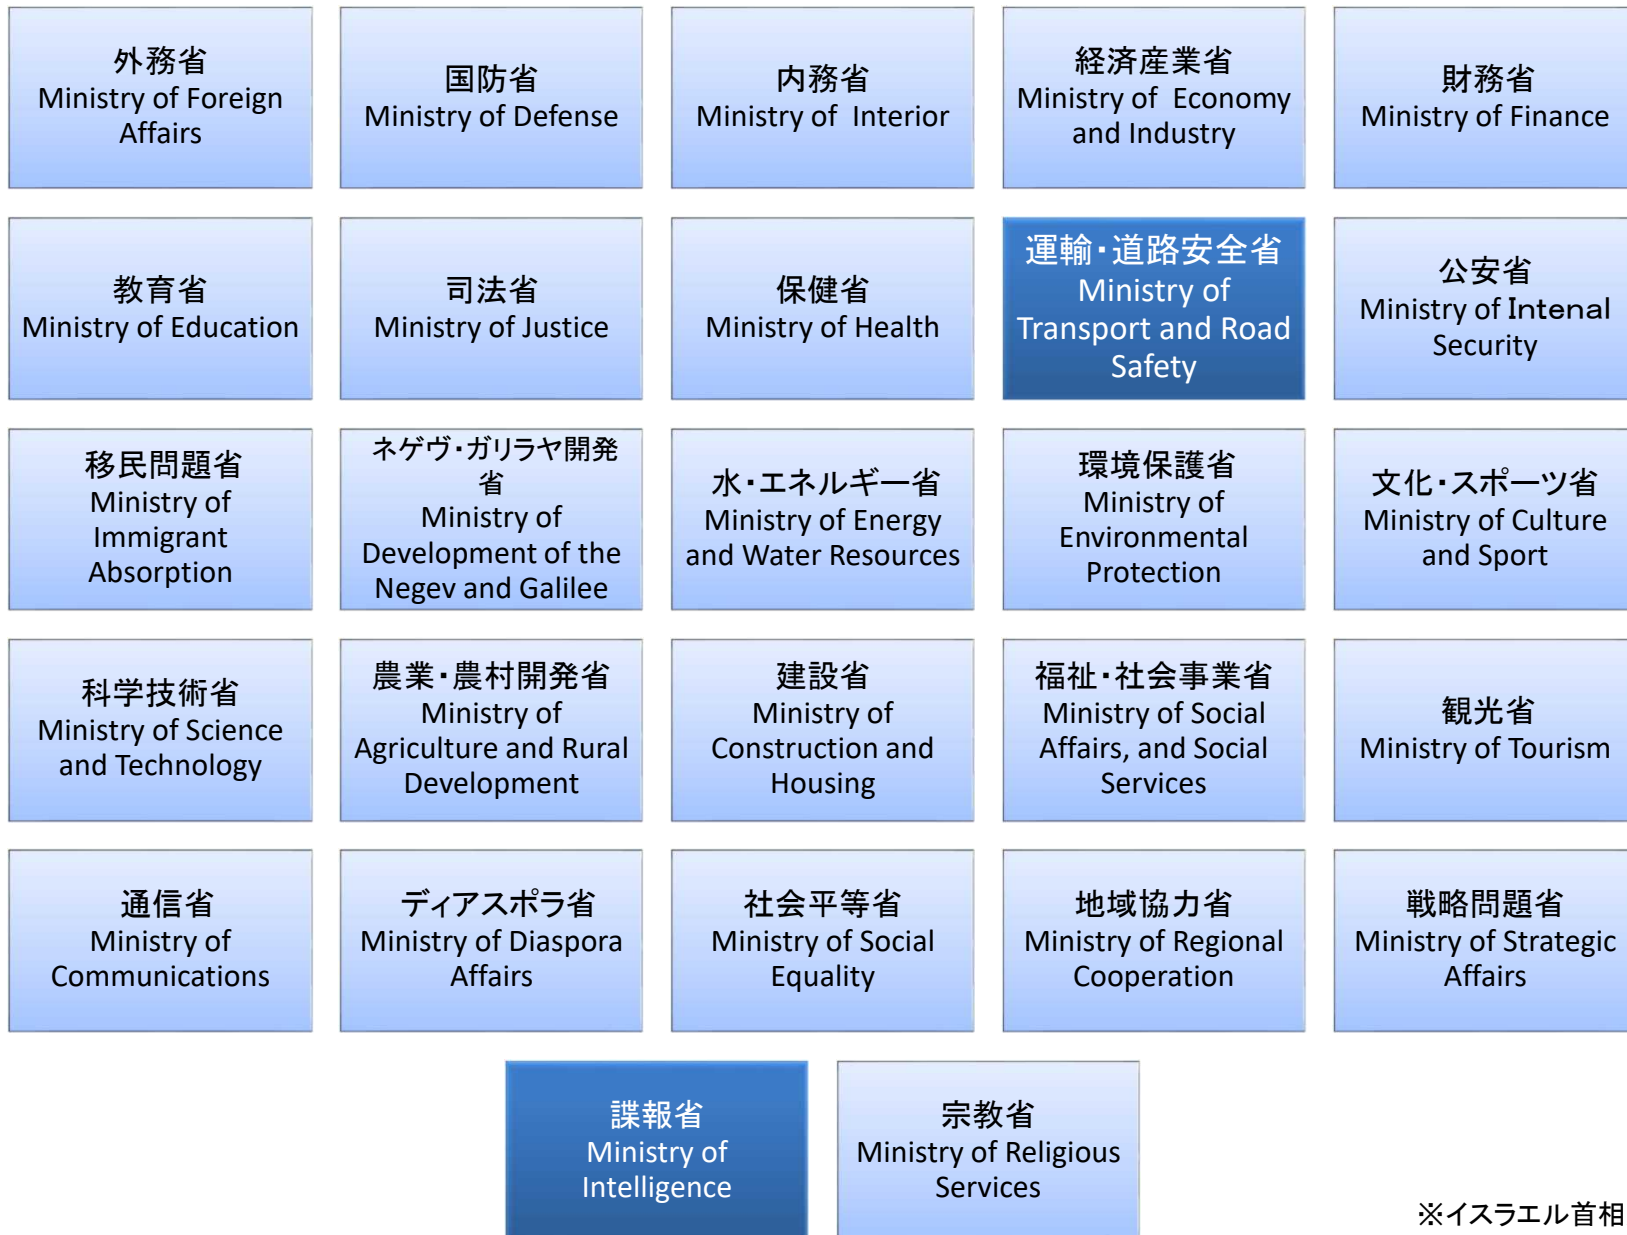 外務省
Ministry of Foreign
Affairs
国防省
Ministry of Defense
内務省
Ministry of Interior
経済産業省
Ministry of Economy
and Industry
財務省
Ministry of Finance
教育省
Ministry of Education
司法省
Ministry of Justice
保健省
Ministry of Health
運輸・道路安全省
Ministry of
Transport and Road
Safety
公安省
Ministry of Intenal
Security
移民問題省
Ministry of
Immigrant
Absorption
ネゲヴ・ガリラヤ開発
省
Ministry of
Development of the
Negev and Galilee
水・エネルギー省
Ministry of Energy
and Water Resources
環境保護省
Ministry of
Environmental
Protection
文化・スポーツ省
Ministry of Culture
and Sport
科学技術省
Ministry of Science
and Technology
農業・農村開発省
Ministry of
Agriculture and Rural
Development
建設省
Ministry of
Construction and
Housing
福祉・社会事業省
Ministry of Social
Affairs, and Social
Services
観光省
Ministry of Tourism
通信省
Ministry of
Communications
ディアスポラ省
Ministry of Diaspora
Affairs
社会平等省
Ministry of Social
Equality
地域協力省
Ministry of Regional
Cooperation
戦略問題省
Ministry of Strategic
Affairs
諜報省
Ministry of
Intelligence
宗教省
Ministry of Religious
Services
※イスラエル首相